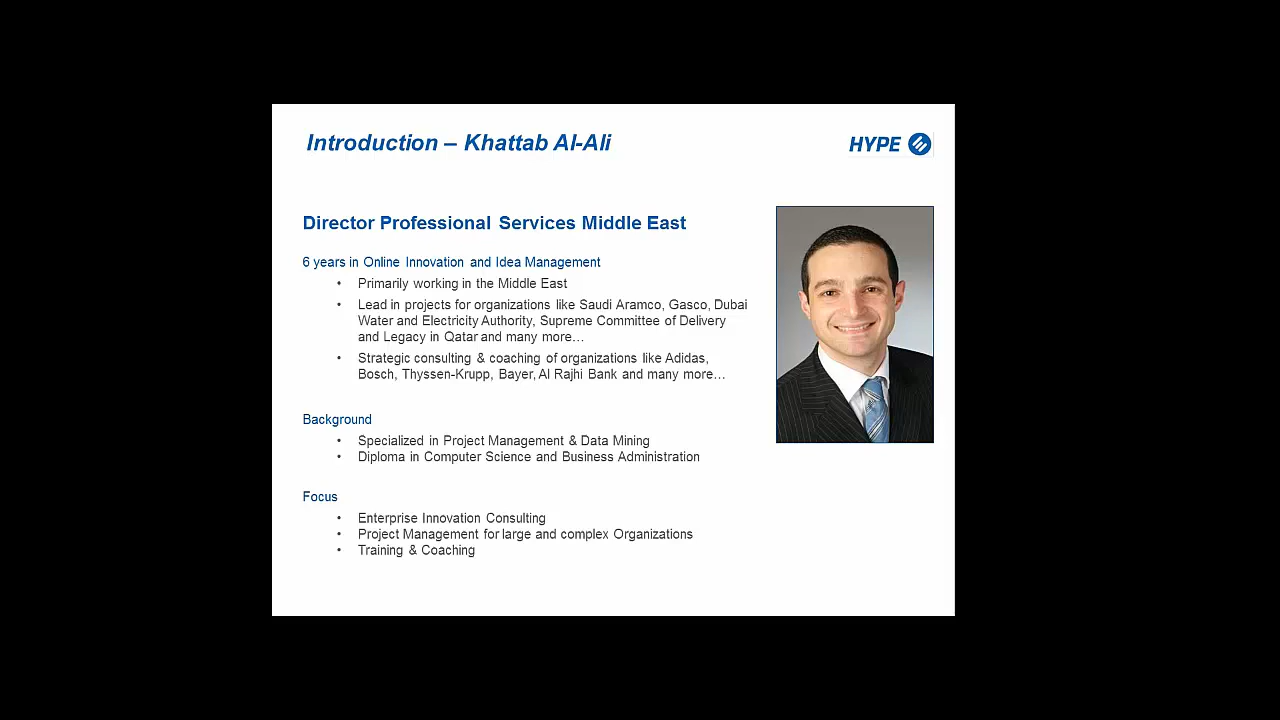 Introduction – Khattab Al-Ali
HYPE
Director Professional Services Middle East
6 years in Online Innovation and Idea Management
• Primarily working in the Middle East
• Lead in projects for organizations like Saudi Aramco, Gasco, Dubai
Water and Electricity Authority, Supreme Committee of Delivery
and Legacy in Qatar and many more…
• Strategic consulting & coaching of organizations like Adidas,
Bosch, Thyssen-Krupp, Bayer, Al Rajhi Bank and many more…
Background
• Specialized in Project Management & Data Mining
• Diploma in Computer Science and Business Administration
Focus
• Enterprise Innovation Consulting
• Project Management for large and complex Organizations
• Training & Coaching